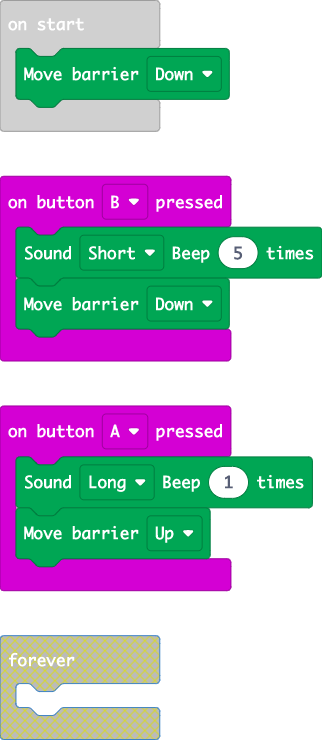 on start
Move barrier Down
on button B pressed
Sound Short Beep 5 times
Move barrier Down
on button A pressed
Sound Long Beep 1 times
Move barrier Up
forever